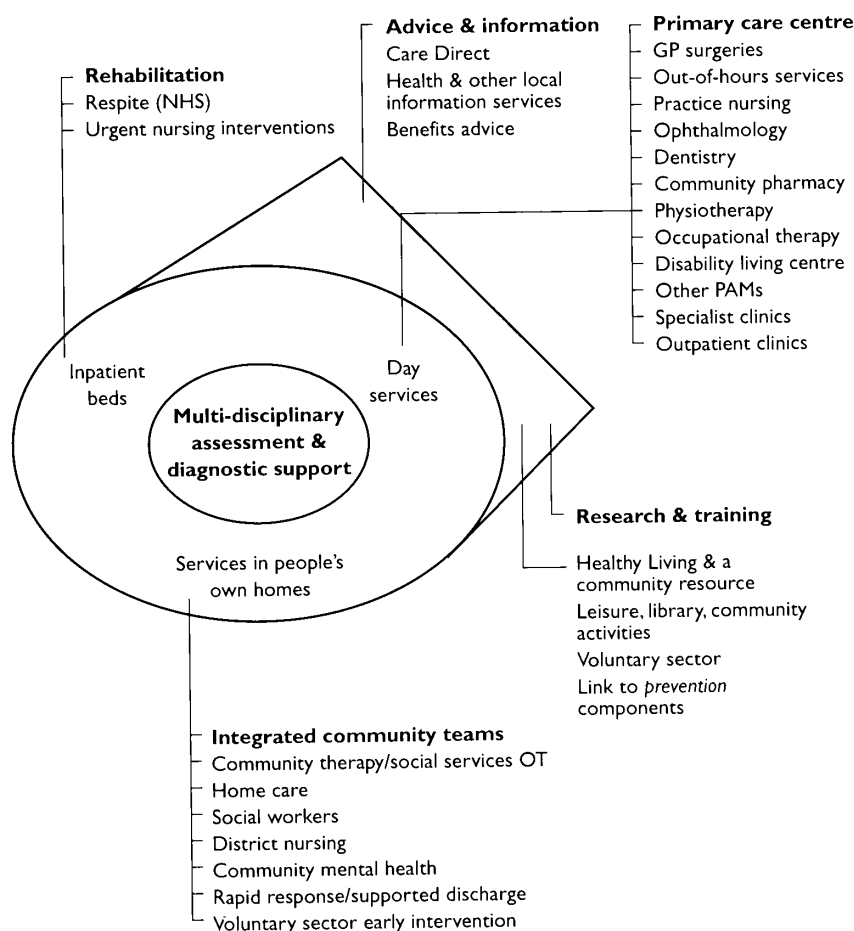 Advice & information
Care Direct
Health & other local
information services
Benefits advice
Primary care centre
GP surgeries
Out-of-hours services
Practice nursing
Ophthalmology
Dentistry
Community pharmacy
Physiotherapy
Occupational therapy
Disability living centre
Other PAMs
Specialist clinics
Outpatient clinics
Rehabilitation
Respite (NHS)
Urgent nursing interventions
Inpatient
beds
Day
services
Multi-disciplinary
assessment &
diagnostic support
Services in people's
own homes
Research & training
Healthy Living & a
community resource
Leisure, library, community
activities
Voluntary sector
Link to prevention
components
Integrated community teams
Community therapy/social services OT
Home care
Social workers
District nursing
Community mental health
Rapid response/supported discharge
Voluntary sector early intervention